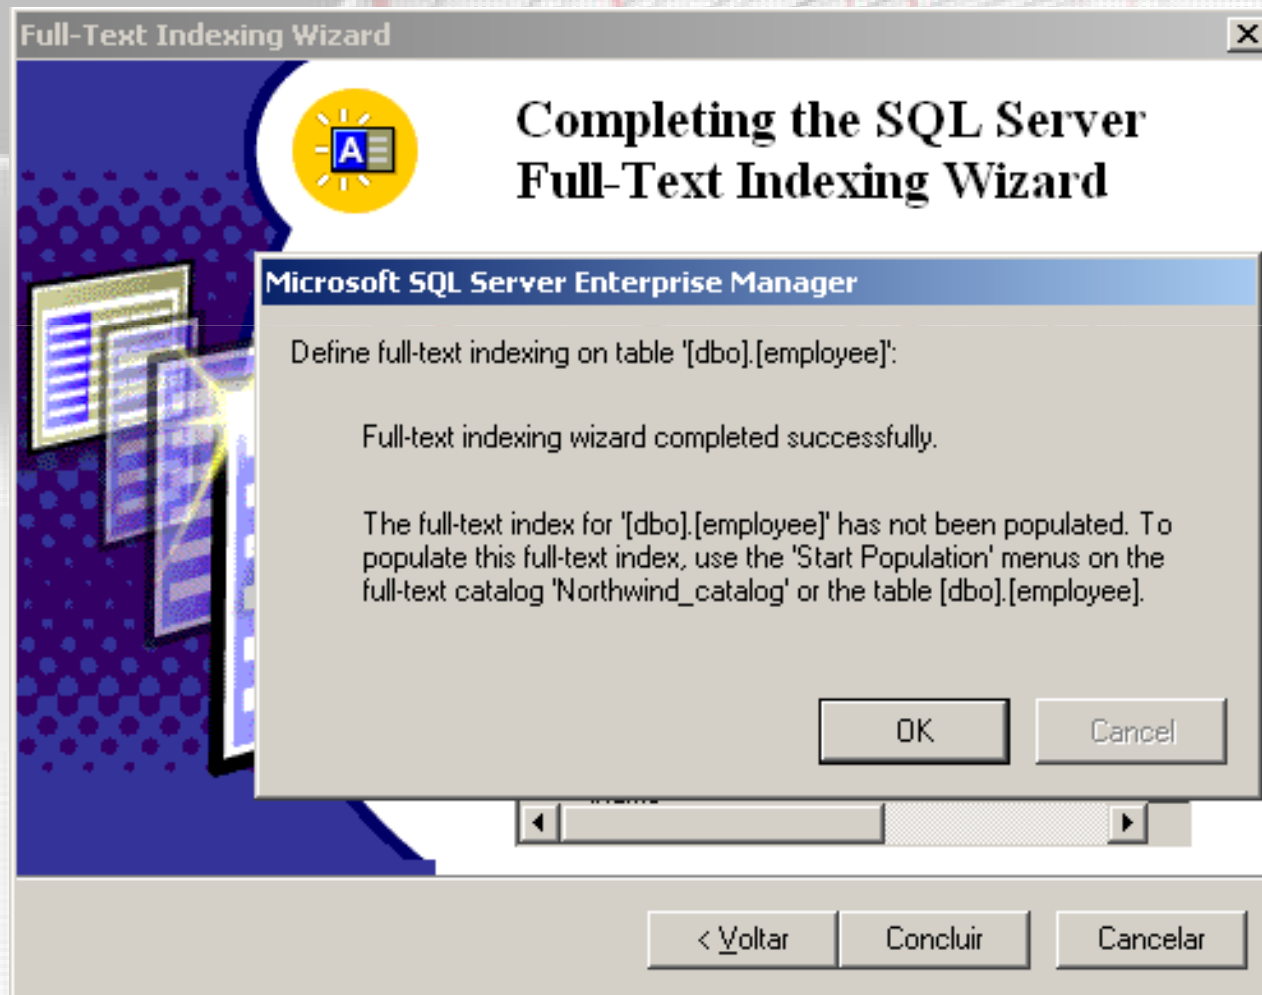 Full-Text Indexing Wizard
A
Completing the SQL Server
Full-Text Indexing Wizard
Microsoft SQL Server Enterprise Manager
Define full-text indexing on table '[dbo].[employee]':
Full-text indexing wizard completed successfully.
The full-text index for '[dbo].[employee]' has not been populated. To
populate this full-text index, use the 'Start Population' menus on the
full-text catalog 'Northwind_catalog' or the table [dbo].[employee].
OK
Cancel
< Voltar
Concluir
Cancelar